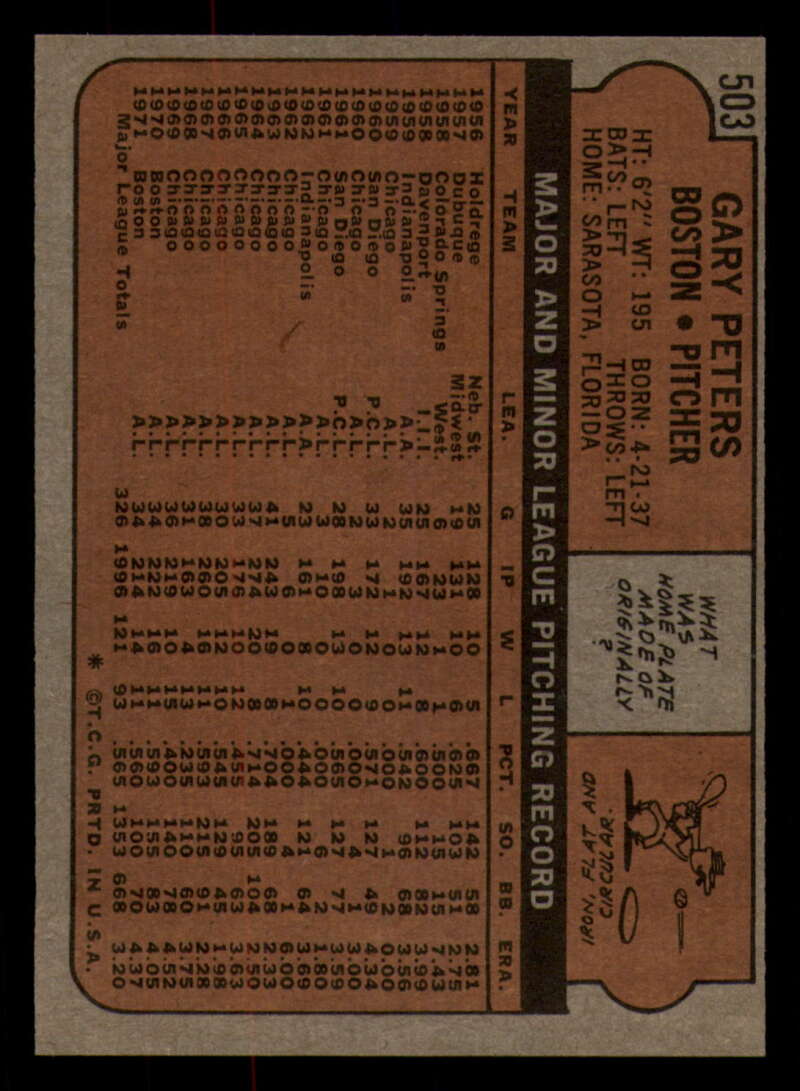 503
GARY PETERS
BOSTON • PITCHER
HT: 6'2" WT: 195 BORN: 4-21-37
BATS: LEFT THROWS: LEFT
HOME: SARASOTA, FLORIDA
WHAT
WAS
HOME PLATE
MADE OF
ORIGINALLY
?
IRON, FLAT AND
CIRCULAR.
MAJOR AND MINOR LEAGUE PITCHING RECORD
YEAR TEAM LEA. G IP W L PCT. SO. BB. ERA.
1956 Holdrege Neb. St. 25 128 10 5 .667 142 58 2.81
1957 Dubuque Midwest 19 131 10 6 .625 103 51 2.75
1958 Colorado Springs West. 6 23 1 1 .500 15
1958 Davenport I.I.I. 25 167 12 8 .600 112 82
1959 Indianapolis A.A. 35 192 13 11 .542 96 68 3.56
1959 Chicago A.L. 2 1 0 0 .000 1 2 0.00
1960 San Diego P.C.L. 33 172 12 9 .571 127 49
1960 Chicago A.L. 2 3 0 0 .000 4 1 3.00
1961 San Diego P.C.L. 28 198 13 10 .565 127
1961 Chicago A.L. 3 10 0 0 .000 6 2 1.80
1962 Indianapolis A.A. 23 161 8 10 .444 121 64
1962 Chicago A.L. 5 6 0 1 .000 4 1 6.00
1963 Chicago A.L. 41 243 19 8 .704 189 68 2.33
1964 Chicago A.L. 37 274 20 8 .714 205 104 2.50
1965 Chicago A.L. 33 176 10 12 .455 95 63 3.63
1966 Chicago A.L. 30 205 12 10 .545 129 45 1.98
1967 Chicago A.L. 38 260 16 11 .593 215 91 2.28
1968 Chicago A.L. 31 163 4 13 .235 110 60 3.75
1969 Chicago A.L. 36 219 10 15 .400 140 78 4.52
1970 Boston A.L. 34 222 16 11 .593 155 83 4.05
1971 Boston A.L. 34 214 14 11 .560 100 70 4.37
Major League Totals 326 1996 121 93 .565 1353 668 3.20
* ©T.C.G. PRTD. IN U.S.A.